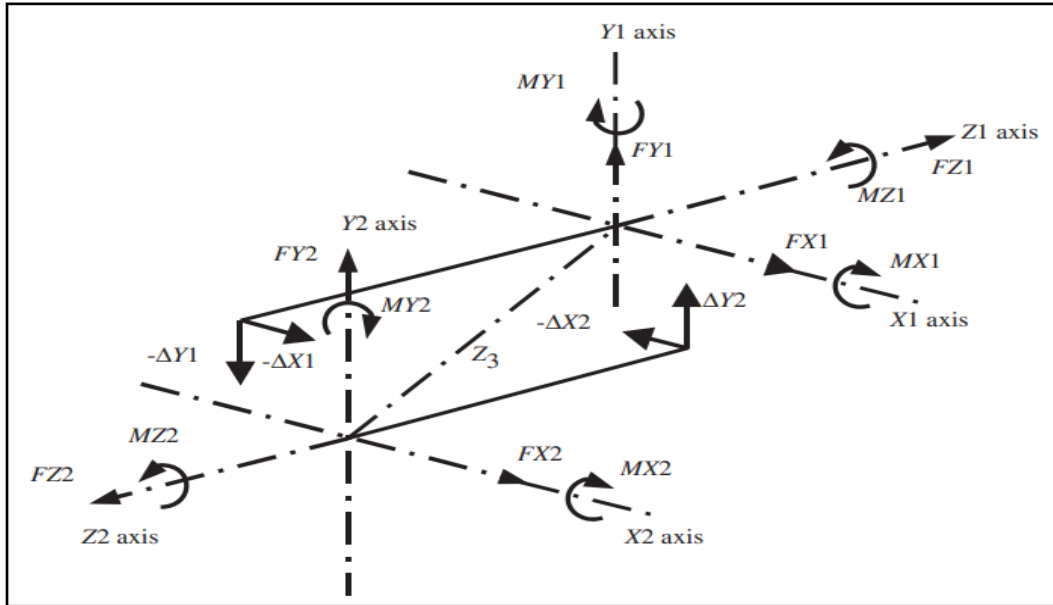 Y1 axis
MY1
Z1 axis
FY1
FZ1
MZ1
Y2 axis
FY2
FX1
MX1
MY2
ΔY2
-ΔX2
X1 axis
-ΔY1
-ΔX1
Z3
MZ2
FX2
MX2
FZ2
Z2 axis
X2 axis